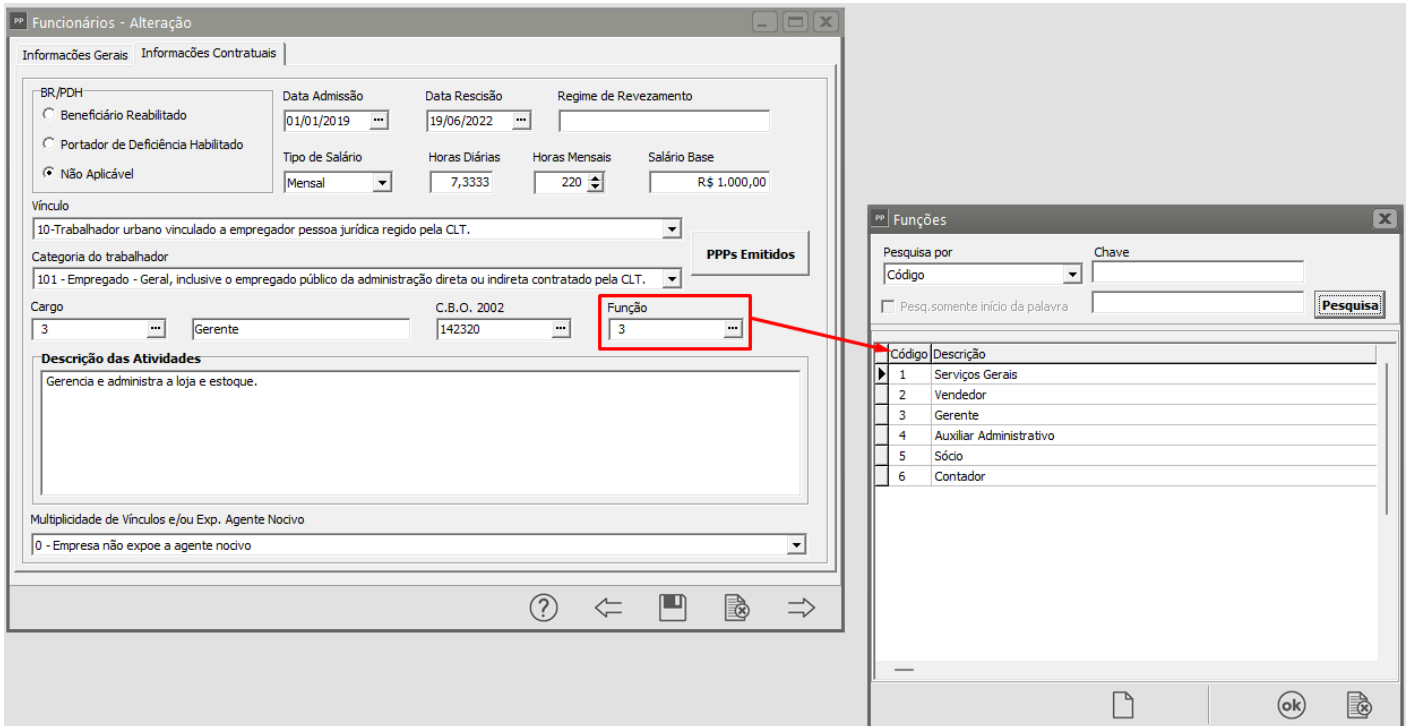 PP Funcionários - Alteração
Informacões Gerais Informacões Contratuais
BR/PDH
Beneficiário Reabilitado
Portador de Deficiência Habilitado
Não Aplicável
Data Admissão Data Rescisão Regime de Revezamento
01/01/2019 ... 19/06/2022 ...
Tipo de Salário Horas Diárias Horas Mensais Salário Base
Mensal 7,3333 220 R$ 1.000,00
Vínculo
10-Trabalhador urbano vinculado a empregador pessoa jurídica regido pela CLT.
PPPs Emitidos
Categoria do trabalhador
101 - Empregado - Geral, inclusive o empregado público da administração direta ou indireta contratado pela CLT.
Cargo C.B.O. 2002 Função
3 ... Gerente 142320 ... 3 ...
Descrição das Atividades
Gerencia e administra a loja e estoque.
Multiplicidade de Vínculos e/ou Exp. Agente Nocivo
0 - Empresa não expoe a agente nocivo
?
PP Funções
Pesquisa por Chave
Código
Pesq.somente início da palavra Pesquisa
Código Descrição
1 Serviços Gerais
2 Vendedor
3 Gerente
4 Auxiliar Administrativo
5 Sócio
6 Contador
ok